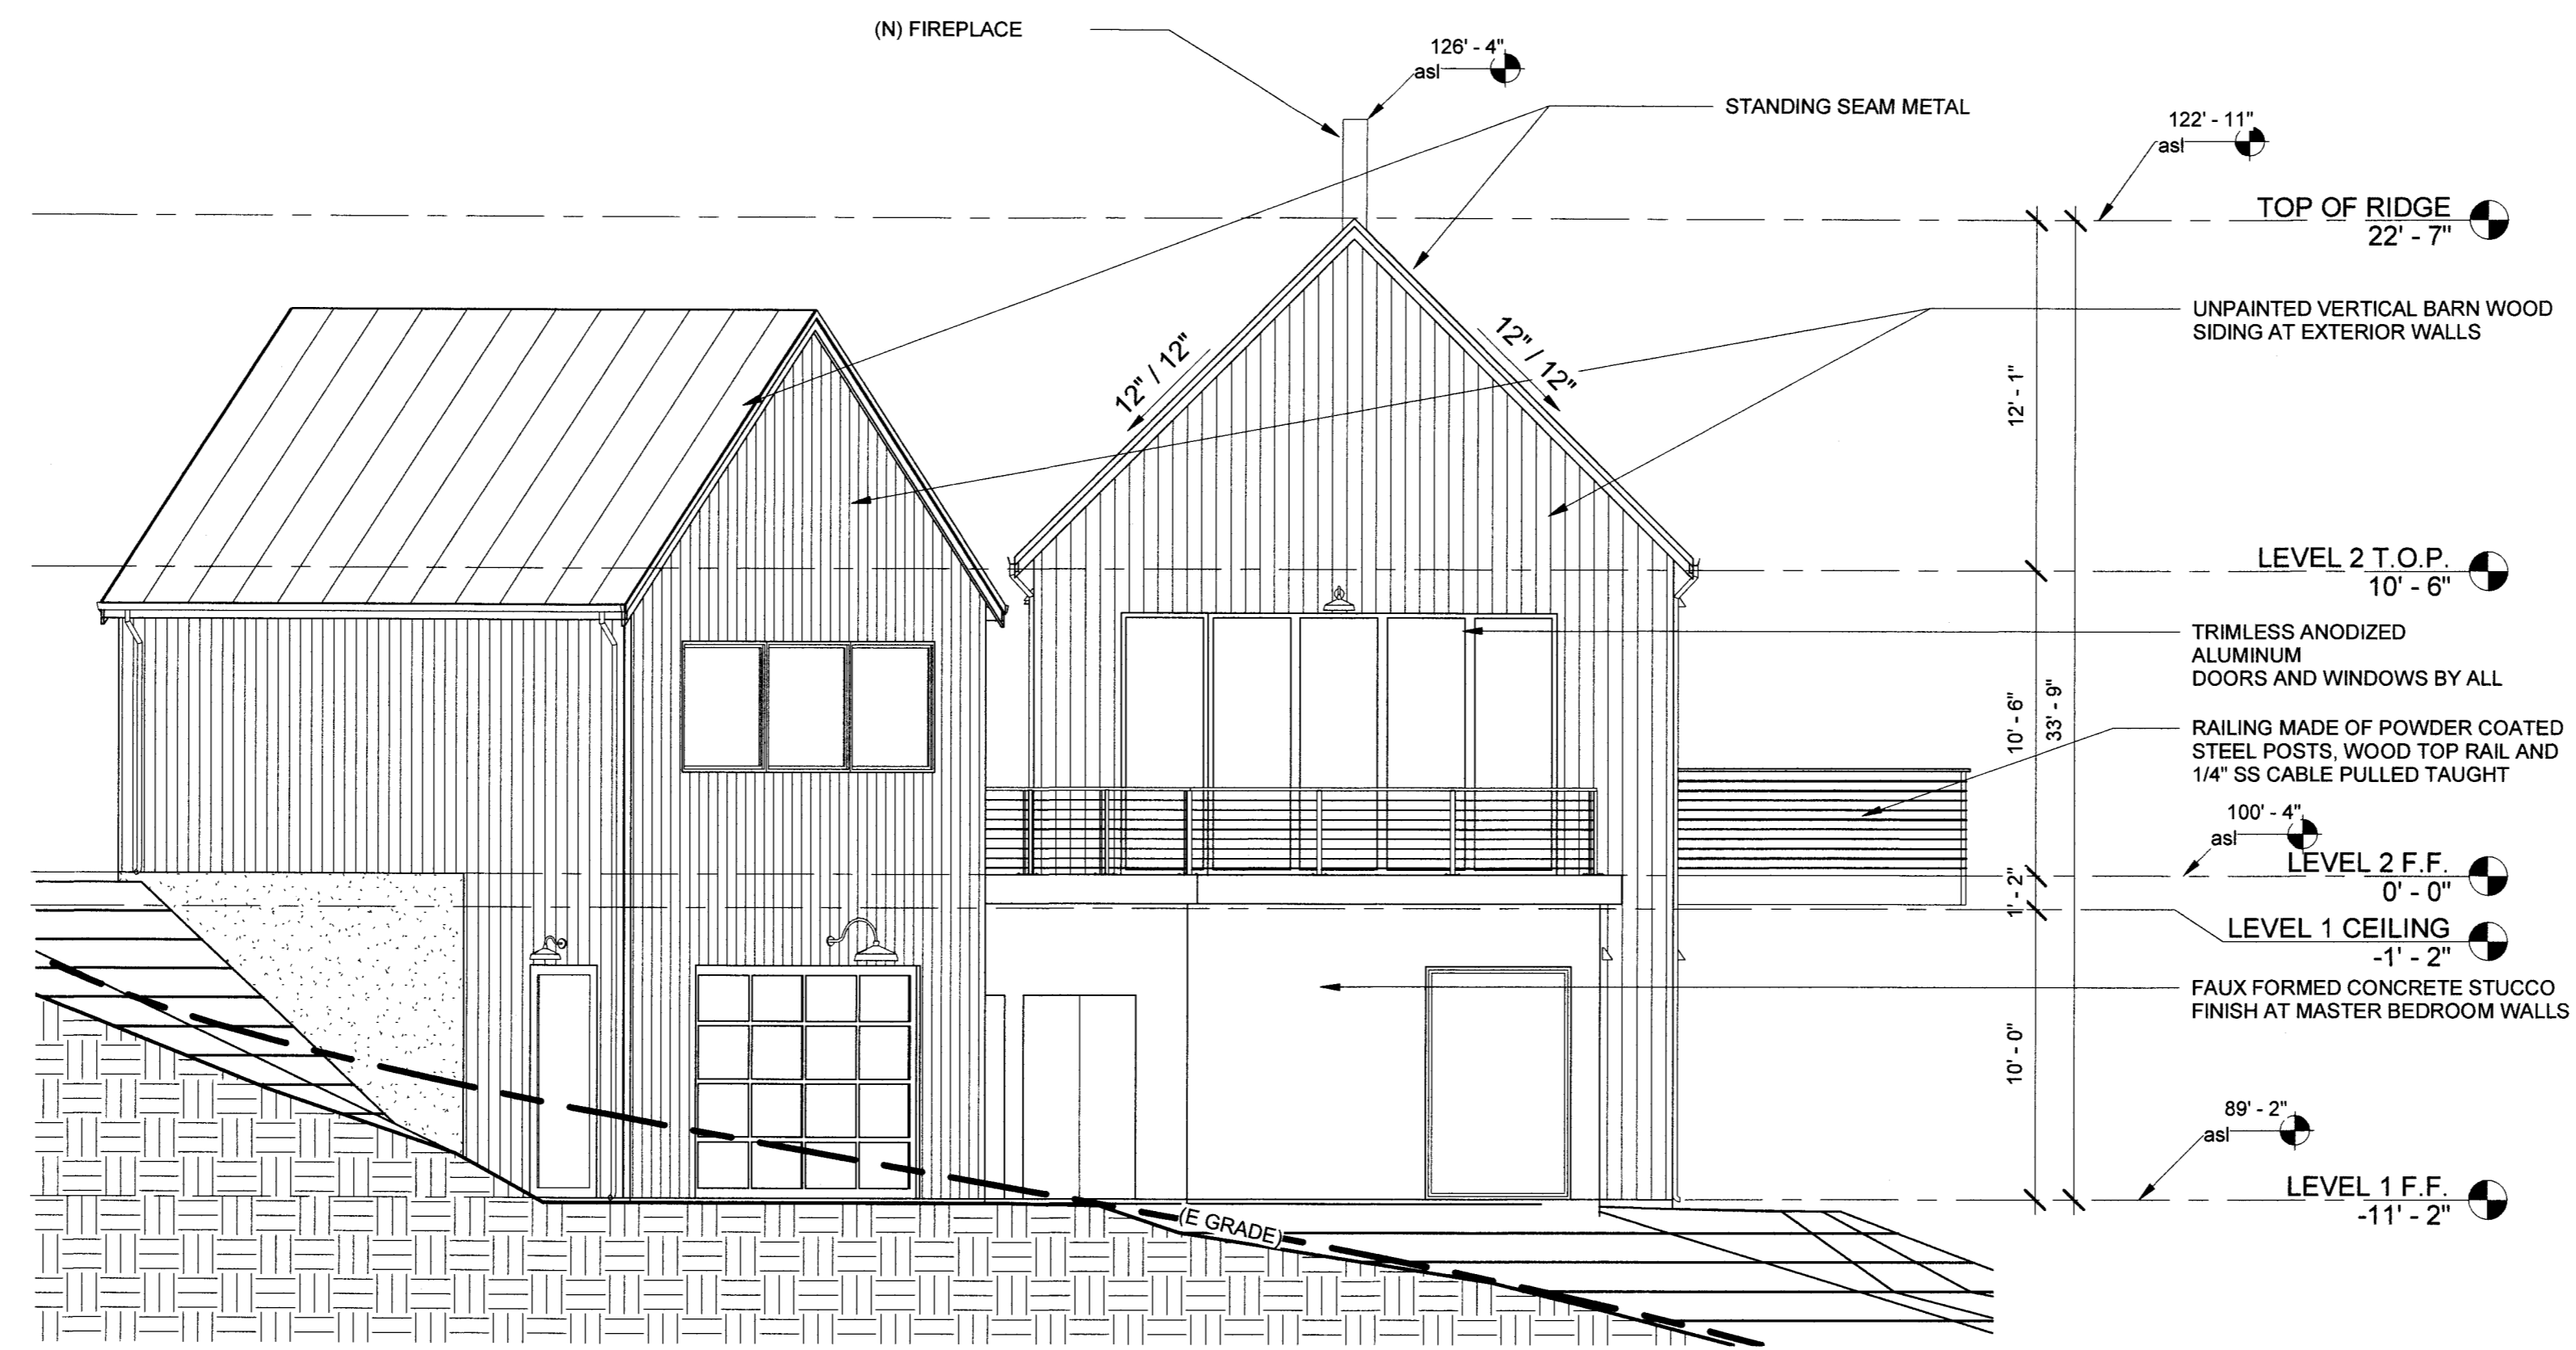 (N) FIREPLACE
126' - 4"
asl
STANDING SEAM METAL
122' - 11"
asl
TOP OF RIDGE
22' - 7"
UNPAINTED VERTICAL BARN WOOD
SIDING AT EXTERIOR WALLS
12" / 12"
12" / 12"
12' - 1"
LEVEL 2 T.O.P.
10' - 6"
TRIMLESS ANODIZED
ALUMINUM
DOORS AND WINDOWS BY ALL
10' - 6"
33' - 9"
RAILING MADE OF POWDER COATED
STEEL POSTS, WOOD TOP RAIL AND
1/4" SS CABLE PULLED TAUGHT
100' - 4"
asl
LEVEL 2 F.F.
0' - 0"
1' - 2"
LEVEL 1 CEILING
-1' - 2"
FAUX FORMED CONCRETE STUCCO
FINISH AT MASTER BEDROOM WALLS
10' - 0"
89' - 2"
asl
LEVEL 1 F.F.
-11' - 2"
(E GRADE)